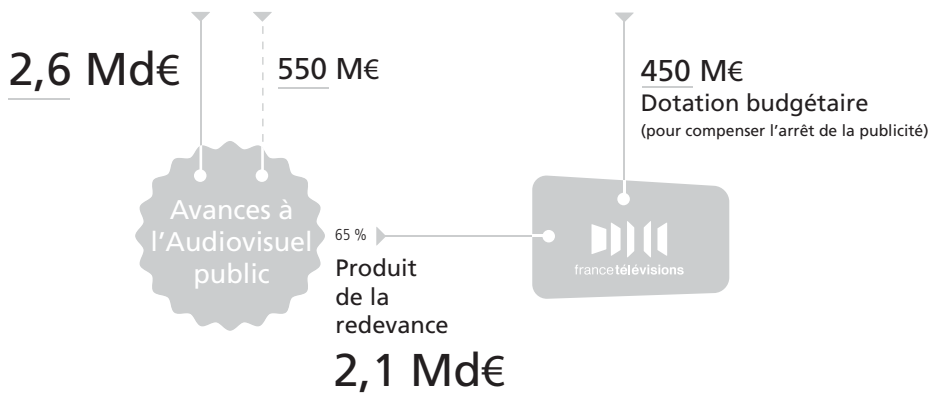 2,6 Md€
550 M€
450 M€
Dotation budgétaire
(pour compenser l’arrêt de la publicité)
Avances à
l’Audiovisuel
public
65 %
Produit
de la
redevance
2,1 Md€
francetélévisions